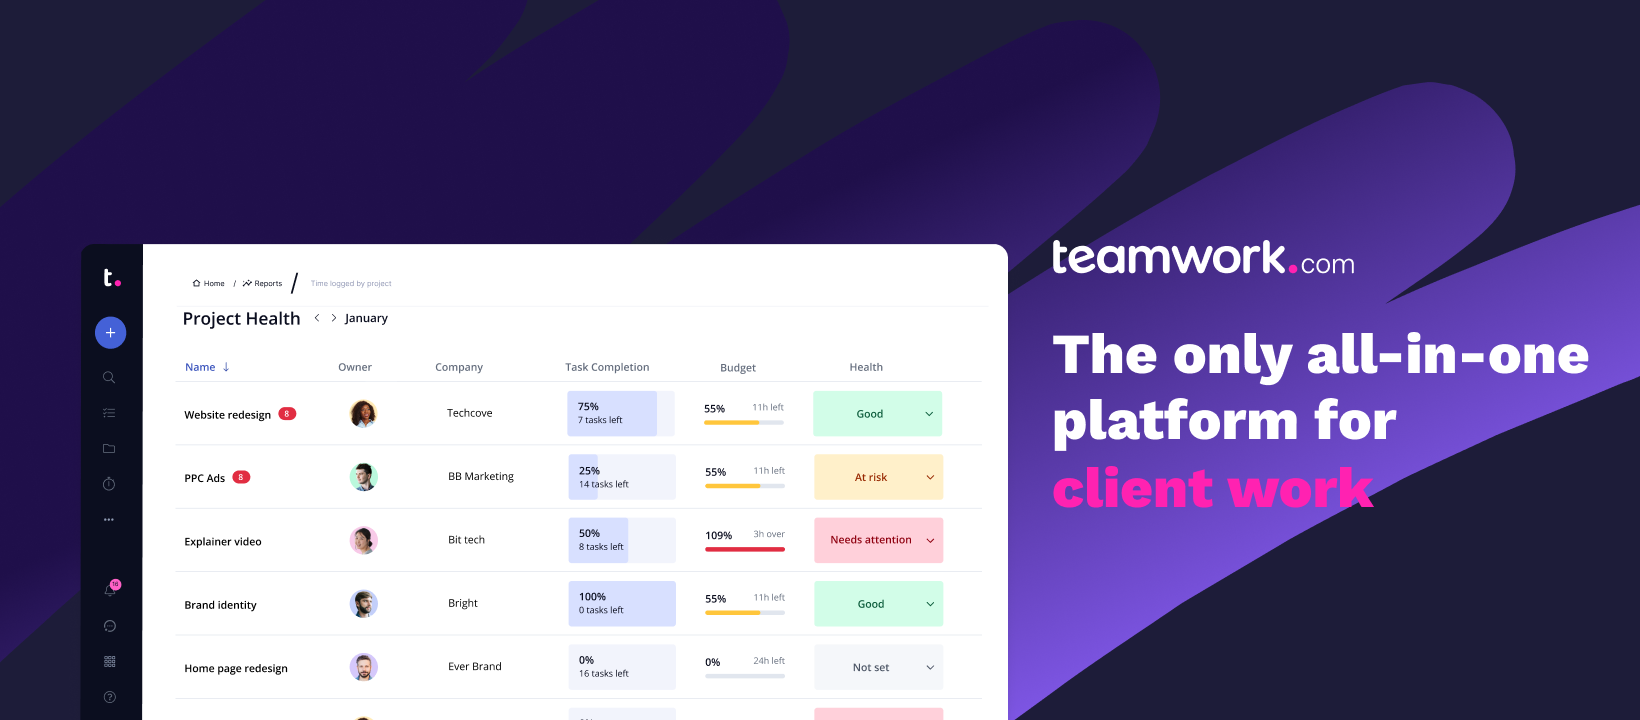 t.
Home / Reports / Time logged by project
Project Health < > January
Name ↓ Owner Company Task Completion Budget Health
Website redesign 8 Techcove 75% 7 tasks left 55% 11h left Good
PPC Ads 8 BB Marketing 25% 14 tasks left 55% 11h left At risk
Explainer video Bit tech 50% 8 tasks left 109% 3h over Needs attention
Brand identity Bright 100% 0 tasks left 55% 11h left Good
Home page redesign Ever Brand 0% 16 tasks left 0% 24h left Not set
16
teamwork.com
The only all-in-one
platform for
client work